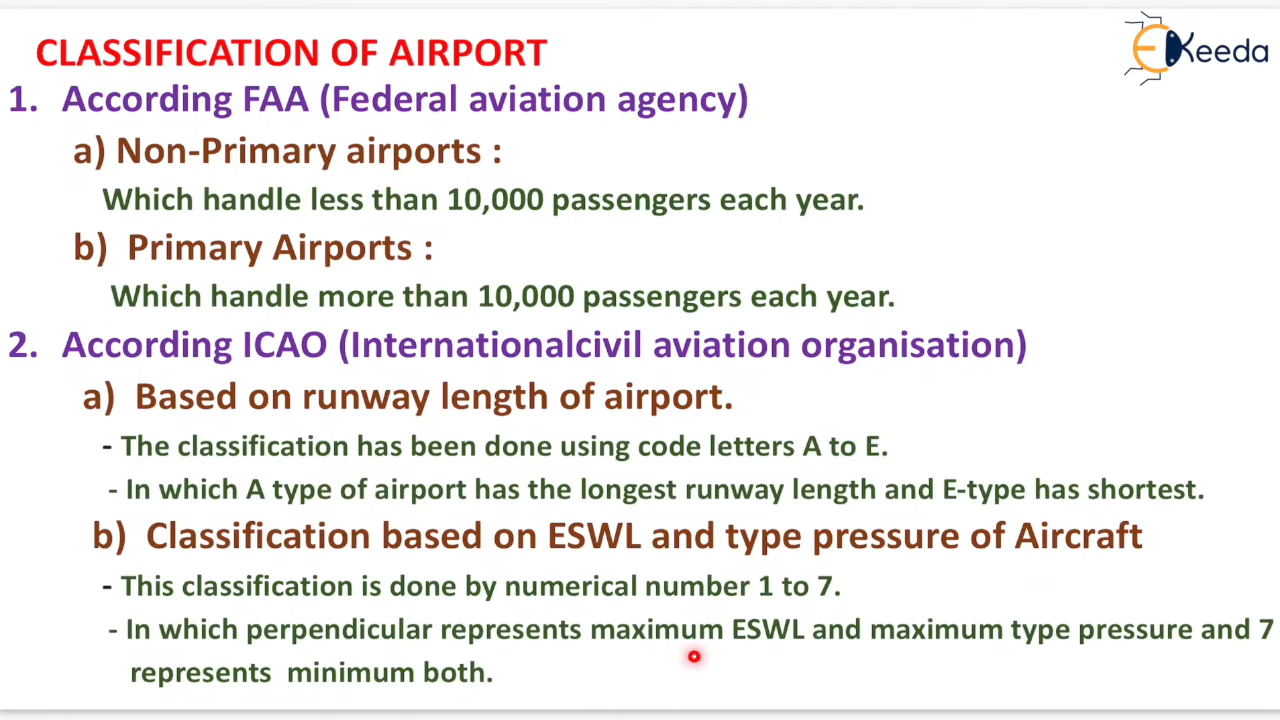 CLASSIFICATION OF AIRPORT
EKeeda
1. According FAA (Federal aviation agency)
a) Non-Primary airports :
Which handle less than 10,000 passengers each year.
b) Primary Airports :
Which handle more than 10,000 passengers each year.
2. According ICAO (Internationalcivil aviation organisation)
a) Based on runway length of airport.
- The classification has been done using code letters A to E.
- In which A type of airport has the longest runway length and E-type has shortest.
b) Classification based on ESWL and type pressure of Aircraft
- This classification is done by numerical number 1 to 7.
- In which perpendicular represents maximum ESWL and maximum type pressure and 7
represents minimum both.